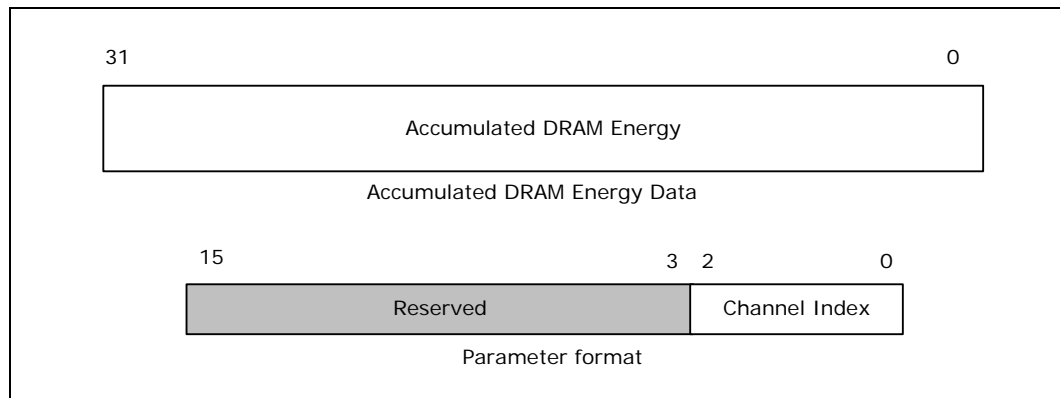 31 0
Accumulated DRAM Energy
Accumulated DRAM Energy Data
15 3 2 0
Reserved Channel Index
Parameter format